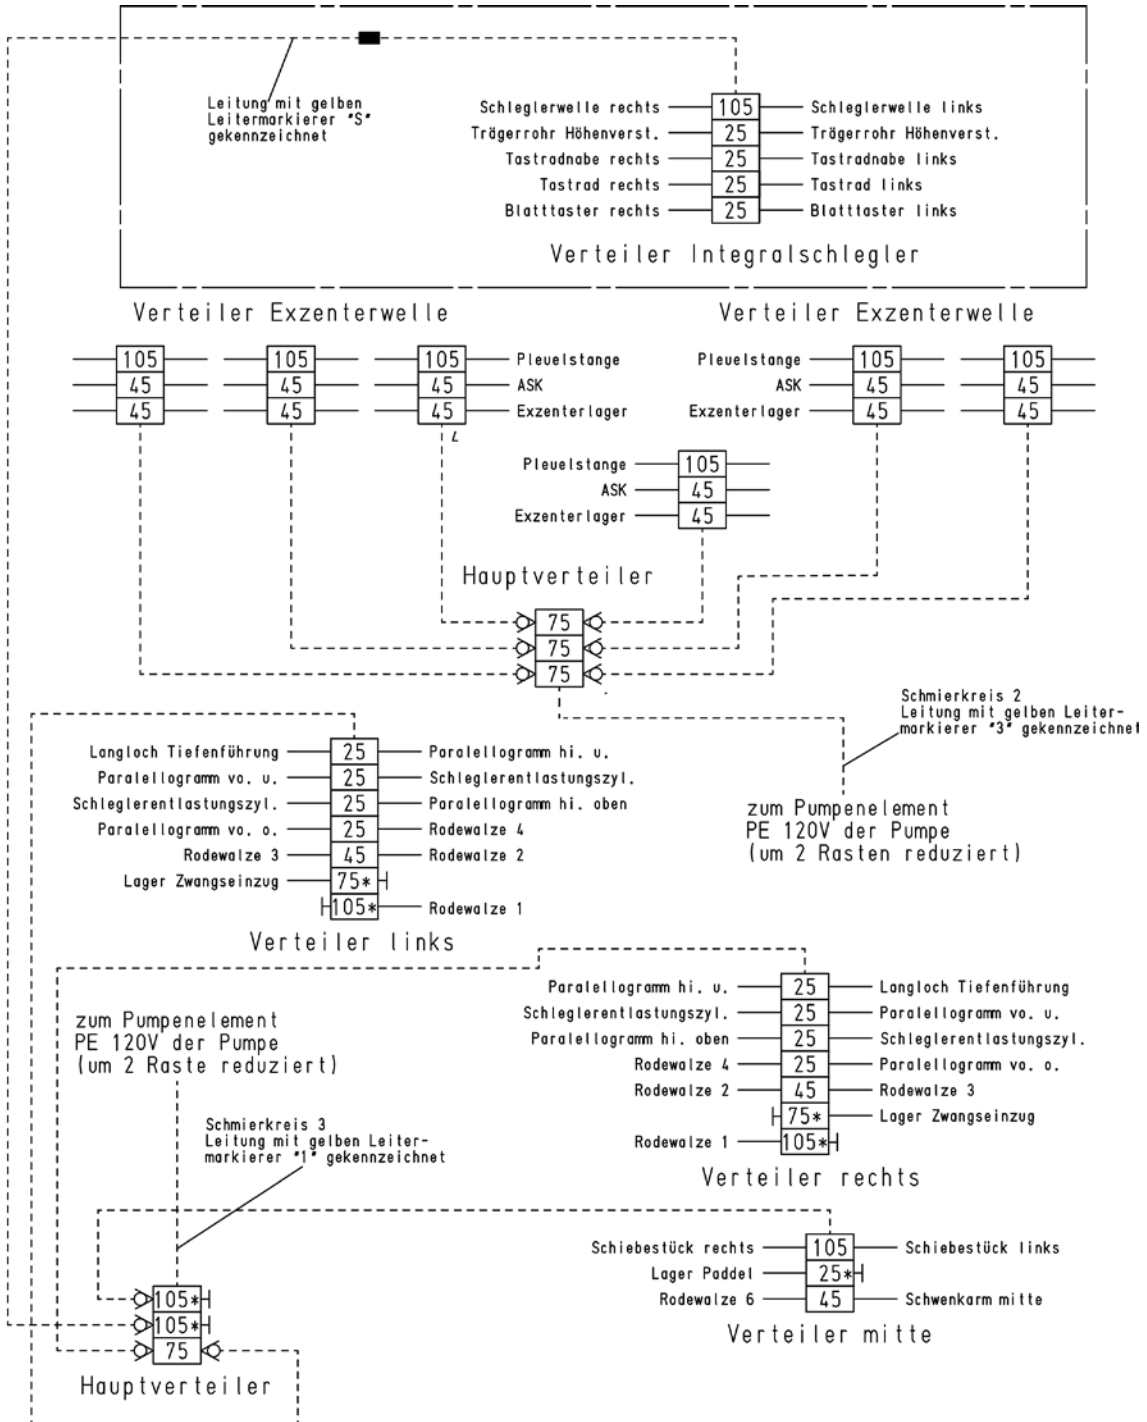 Leitung mit gelben
Leitermarkierer "S"
gekennzeichnet
Schleglerwelle rechts 105 Schleglerwelle links
Trägerrohr Höhenverst. 25 Trägerrohr Höhenverst.
Tastradnabe rechts 25 Tastradnabe links
Tastrad rechts 25 Tastrad links
Blatttaster rechts 25 Blatttaster links
Verteiler Integralschlegler
Verteiler Exzenterwelle
105 105 105 Pleuelstange
45 45 45 ASK
45 45 45 Exzenterlager
L
Verteiler Exzenterwelle
Pleuelstange 105 105
ASK 45 45
Exzenterlager 45 45
Pleuelstange 105
ASK 45
Exzenterlager 45
Hauptverteiler
75
75
75
Schmierkreis 2
Leitung mit gelben Leiter-
markierer "3" gekennzeichnet
zum Pumpenelement
PE 120V der Pumpe
(um 2 Rasten reduziert)
Langloch Tiefenführung 25 Paralellogramm hi. u.
Paralellogramm vo. u. 25 Schleglerentlastungszyl.
Schleglerentlastungszyl. 25 Paralellogramm hi. oben
Paralellogramm vo. o. 25 Rodewalze 4
Rodewalze 3 45 Rodewalze 2
Lager Zwangseinzug 75*
105* Rodewalze 1
Verteiler links
Paralellogramm hi. u. 25 Langloch Tiefenführung
Schleglerentlastungszyl. 25 Paralellogramm vo. u.
Paralellogramm hi. oben 25 Schleglerentlastungszyl.
Rodewalze 4 25 Paralellogramm vo. o.
Rodewalze 2 45 Rodewalze 3
75* Lager Zwangseinzug
Rodewalze 1 105*
Verteiler rechts
zum Pumpenelement
PE 120V der Pumpe
(um 2 Raste reduziert)
Schmierkreis 3
Leitung mit gelben Leiter-
markierer "1" gekennzeichnet
Schiebestück rechts 105 Schiebestück links
Lager Paddel 25*
Rodewalze 6 45 Schwenkarm mitte
Verteiler mitte
105*
105*
75
Hauptverteiler